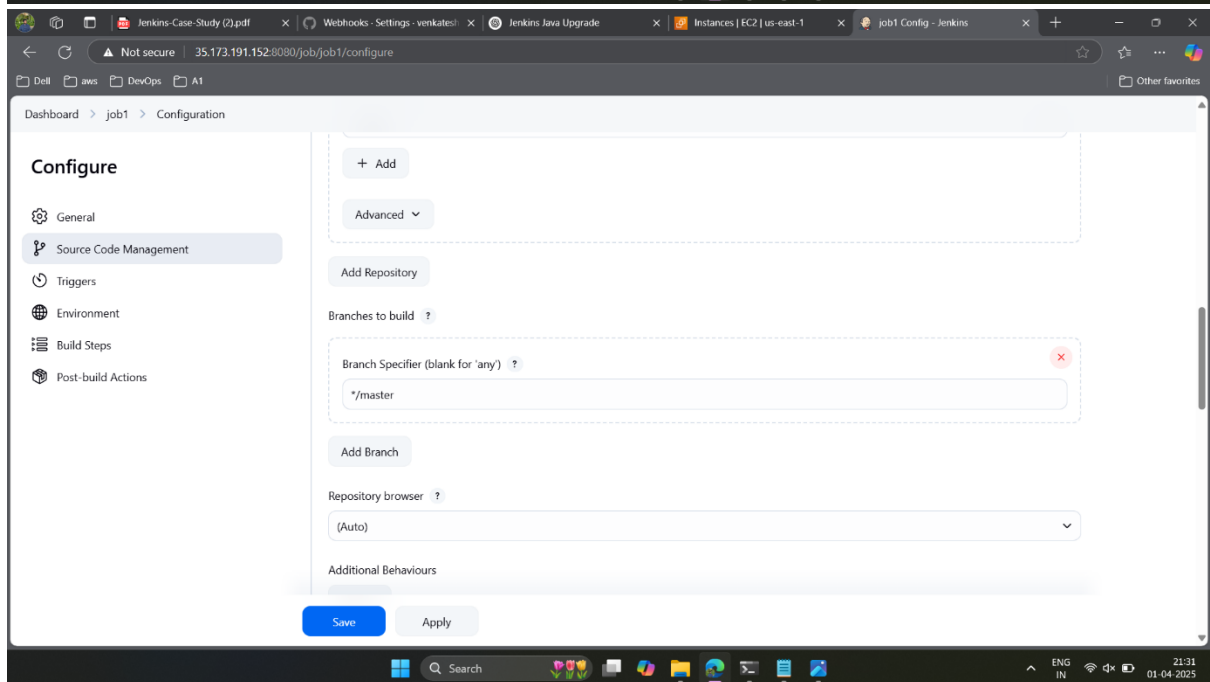 Jenkins-Case-Study (2).pdf
Webhooks - Settings - venkatesh
Jenkins Java Upgrade
Instances | EC2 | us-east-1
job1 Config - Jenkins
Not secure 35.173.191.152:8080/job/job1/configure
Dell aws DevOps A1 Other favorites
Dashboard > job1 > Configuration
Configure
General
Source Code Management
Triggers
Environment
Build Steps
Post-build Actions
+ Add
Advanced
Add Repository
Branches to build ?
Branch Specifier (blank for 'any') ?
*/master
Add Branch
Repository browser ?
(Auto)
Additional Behaviours
Save Apply
Search
ENG
IN
21:31
01-04-2025